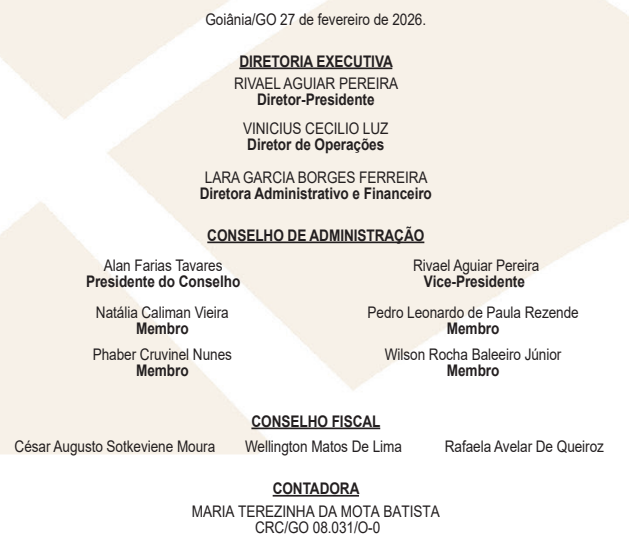 Goiânia/GO 27 de fevereiro de 2026.
DIRETORIA EXECUTIVA
RIVAEL AGUIAR PEREIRA
Diretor-Presidente
VINICIUS CECILIO LUZ
Diretor de Operações
LARA GARCIA BORGES FERREIRA
Diretora Administrativo e Financeiro
CONSELHO DE ADMINISTRAÇÃO
Alan Farias Tavares
Presidente do Conselho
Rivael Aguiar Pereira
Vice-Presidente
Natália Caliman Vieira
Membro
Pedro Leonardo de Paula Rezende
Membro
Phaber Cruvinel Nunes
Membro
Wilson Rocha Baleeiro Júnior
Membro
CONSELHO FISCAL
César Augusto Sotkeviene Moura Wellington Matos De Lima Rafaela Avelar De Queiroz
CONTADORA
MARIA TEREZINHA DA MOTA BATISTA
CRC/GO 08.031/O-0